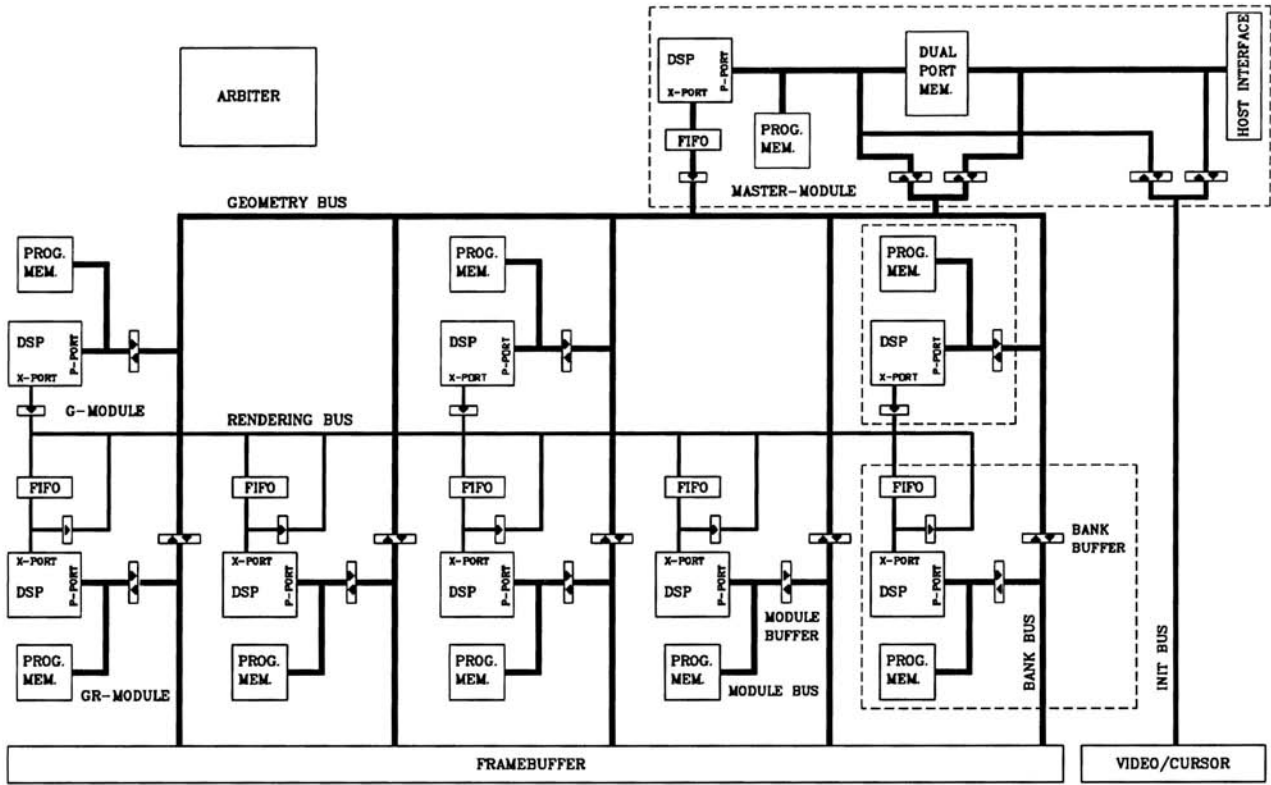 ARBITER
DSP
P-PORT
X-PORT
FIFO
PROG.
MEM.
DUAL
PORT
MEM.
HOST INTERFACE
MASTER-MODULE
GEOMETRY BUS
PROG.
MEM.
PROG.
MEM.
PROG.
MEM.
DSP
P-PORT
X-PORT
DSP
P-PORT
X-PORT
DSP
P-PORT
X-PORT
G-MODULE
RENDERING BUS
FIFO
FIFO
FIFO
FIFO
FIFO
BANK
BUFFER
X-PORT
DSP
P-PORT
X-PORT
DSP
P-PORT
X-PORT
DSP
P-PORT
X-PORT
DSP
P-PORT
X-PORT
DSP
P-PORT
MODULE
BUFFER
PROG.
MEM.
PROG.
MEM.
PROG.
MEM.
PROG.
MEM.
PROG.
MEM.
GR-MODULE
MODULE BUS
BANK BUS
INIT BUS
FRAMEBUFFER
VIDEO/CURSOR